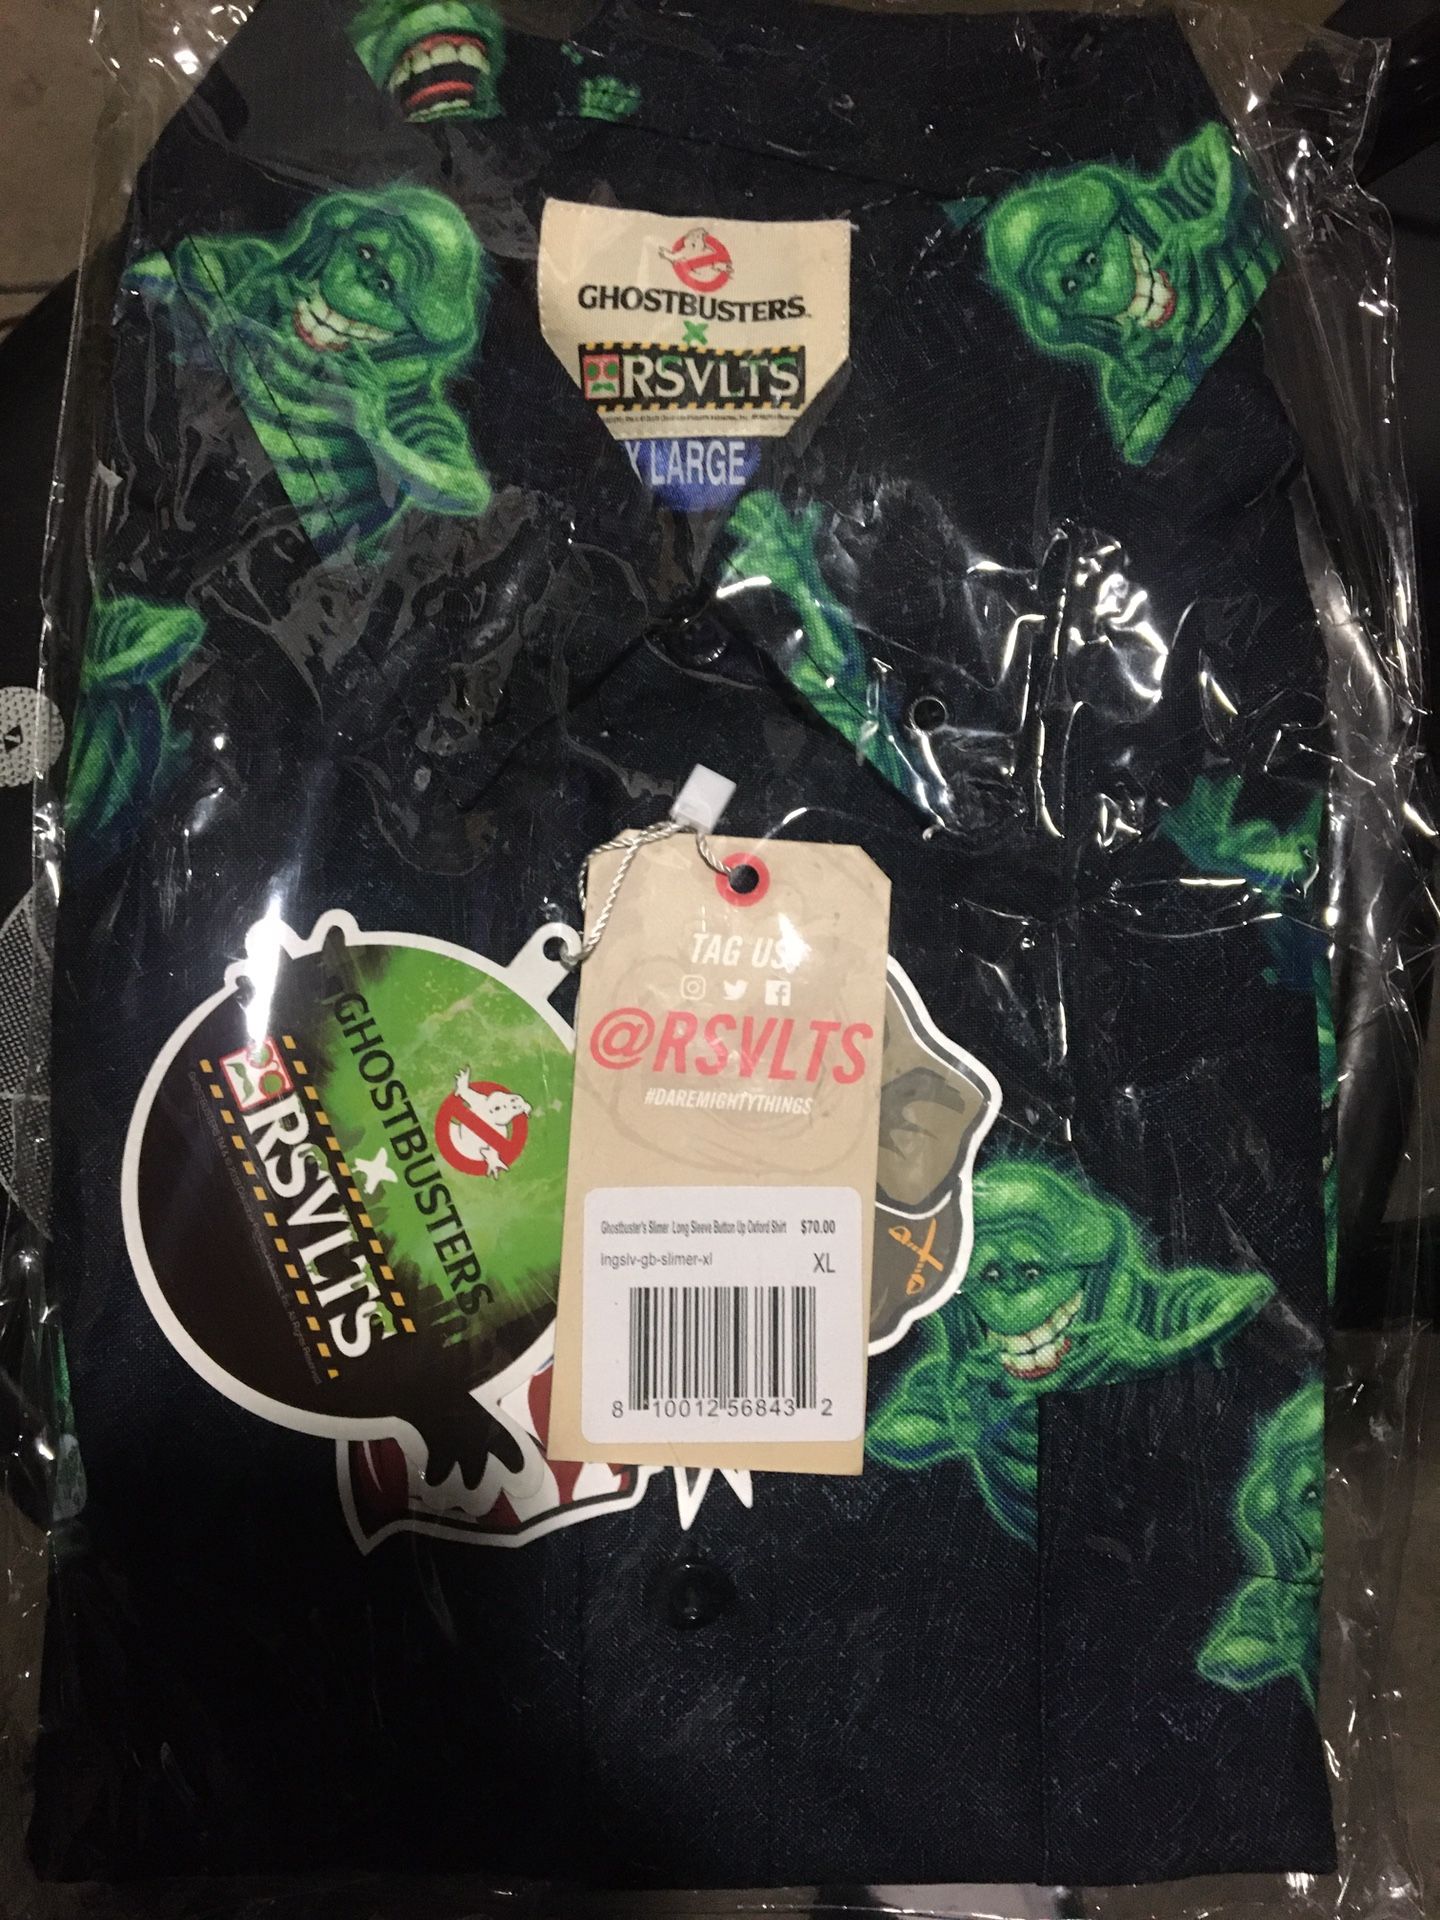 GHOSTBUSTERS
X
RSVLTS
X LARGE
TAG US
@RSVLTS
#DAREMIGHTYTHINGS
Ghostbuster's Slimer Long Sleeve Button Up Oxford Shirt $70.00
lngslv-gb-slimer-xl XL
8 10012 56843 2
GHOSTBUSTERS
X
RSVLTS